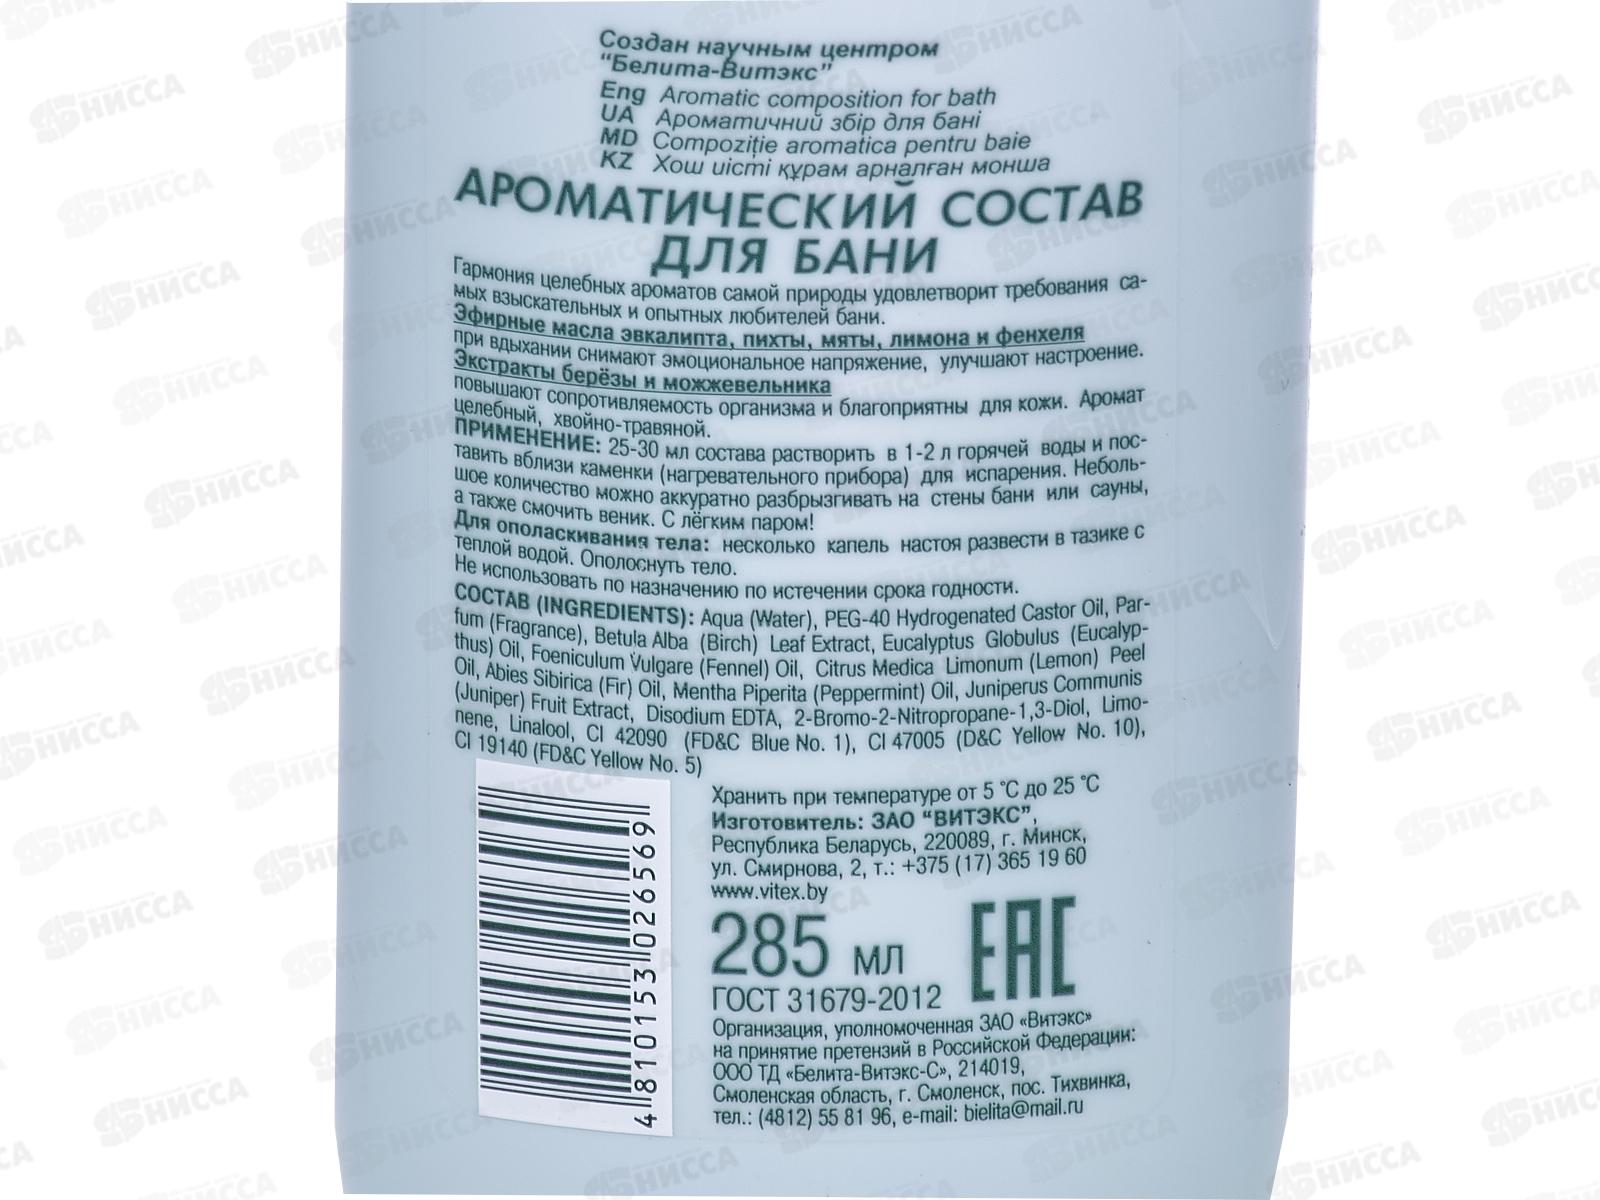 Создан научным центром
"Белита-Витэкс"
Eng Aromatic composition for bath
UA Ароматичний збір для бані
MD Compoziție aromatica pentru baie
KZ Хош иісті құрам арналған монша
АРОМАТИЧЕСКИЙ СОСТАВ
ДЛЯ БАНИ
Гармония целебных ароматов самой природы удовлетворит требования са-
мых взыскательных и опытных любителей бани.
Эфирные масла эвкалипта, пихты, мяты, лимона и фенхеля
при вдыхании снимают эмоциональное напряжение, улучшают настроение.
Экстракты берёзы и можжевельника
повышают сопротивляемость организма и благоприятны для кожи. Аромат
целебный, хвойно-травяной.
ПРИМЕНЕНИЕ: 25-30 мл состава растворить в 1-2 л горячей воды и пос-
тавить вблизи каменки (нагревательного прибора) для испарения. Неболь-
шое количество можно аккуратно разбрызгивать на стены бани или сауны,
а также смочить веник. С лёгким паром!
Для ополаскивания тела: несколько капель настоя развести в тазике с
теплой водой. Ополоснуть тело.
Не использовать по назначению по истечении срока годности.
СОСТАВ (INGREDIENTS): Aqua (Water), PEG-40 Hydrogenated Castor Oil, Par-
fum (Fragrance), Betula Alba (Birch) Leaf Extract, Eucalyptus Globulus (Eucalyp-
thus) Oil, Foeniculum Vulgare (Fennel) Oil, Citrus Medica Limonum (Lemon) Peel
Oil, Abies Sibirica (Fir) Oil, Mentha Piperita (Peppermint) Oil, Juniperus Communis
(Juniper) Fruit Extract, Disodium EDTA, 2-Bromo-2-Nitropropane-1,3-Diol, Limo-
nene, Linalool, CI 42090 (FD&C Blue No. 1), CI 47005 (D&C Yellow No. 10),
CI 19140 (FD&C Yellow No. 5)
Хранить при температуре от 5 °С до 25 °С
Изготовитель: ЗАО "ВИТЭКС",
Республика Беларусь, 220089, г. Минск,
ул. Смирнова, 2, т.: +375 (17) 365 19 60
www.vitex.by
285 мл
ЕАС
ГОСТ 31679-2012
Организация, уполномоченная ЗАО «Витэкс»
на принятие претензий в Российской Федерации:
ООО ТД «Белита-Витэкс-С», 214019,
Смоленская область, г. Смоленск, пос. Тихвинка,
тел.: (4812) 55 81 96, e-mail: bielita@mail.ru
4 810153 026569
НИССА